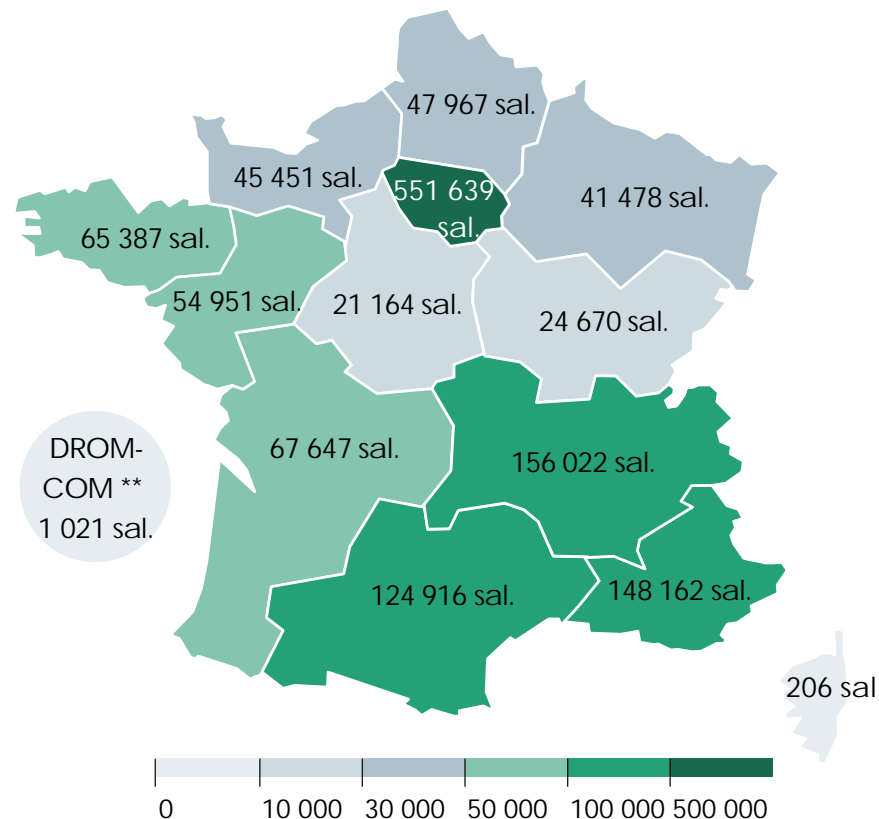 47 967 sal.
45 451 sal.
551 639
sal.
41 478 sal.
65 387 sal.
54 951 sal.
21 164 sal.
24 670 sal.
DROM-
COM **
1 021 sal.
67 647 sal.
156 022 sal.
124 916 sal.
148 162 sal.
206 sal
0 10 000 30 000 50 000 100 000 500 000